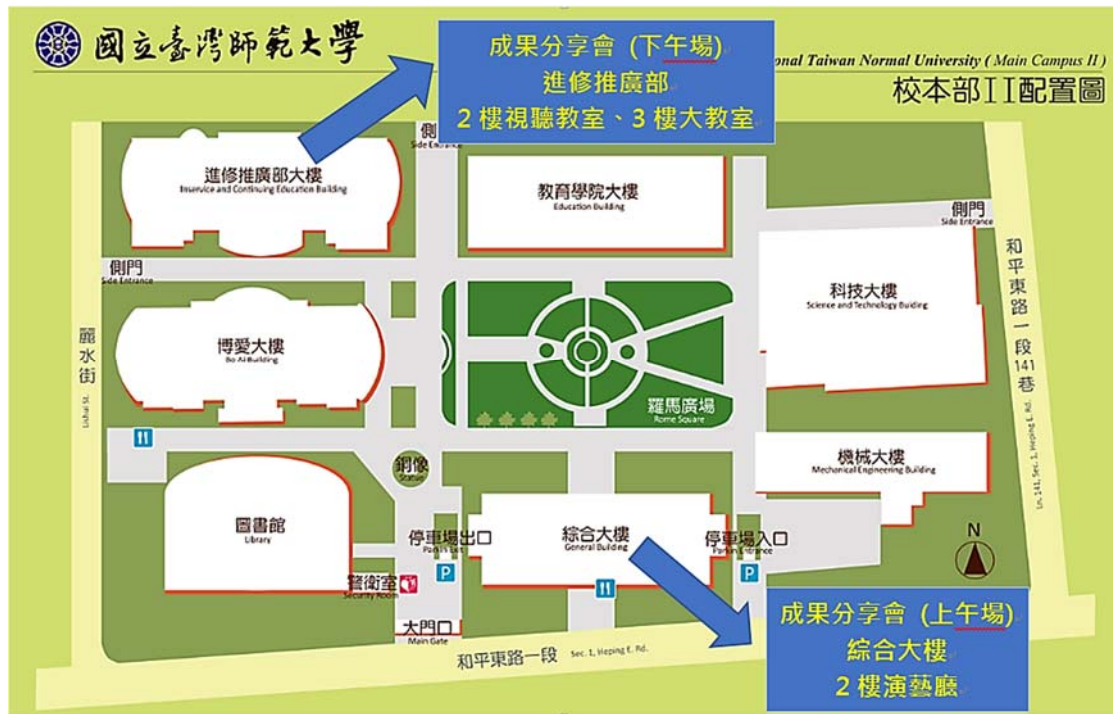 國立臺灣師範大學
onal Taiwan Normal University ( Main Campus II )
校本部II配置圖
成果分享會 (下午場)
進修推廣部
2 樓視聽教室、3 樓大教室
側
Side Entrance
進修推廣部大樓
Inservice and Continuing Education Building
教育學院大樓
Education Building
側門
Side Entrance
側門
Side Entrance
科技大樓
Science and Technology Buiding
和平東路一段141巷
Ln. 141, Sec. 1, Heping E. Rd.
麗水街
Lishui St.
博愛大樓
Bo-Ai Building
羅馬廣場
Rome Square
銅像
Statue
機械大樓
Mechanical Engineering Building
圖書館
Library
停車場出口
P
綜合大樓
General Building
停車場入口
P
N
警衛室
Security Room
大門口
Main Gate
和平東路一段 Sec. 1, Heping E. Rd.
成果分享會 (上午場)
綜合大樓
2 樓演藝廳